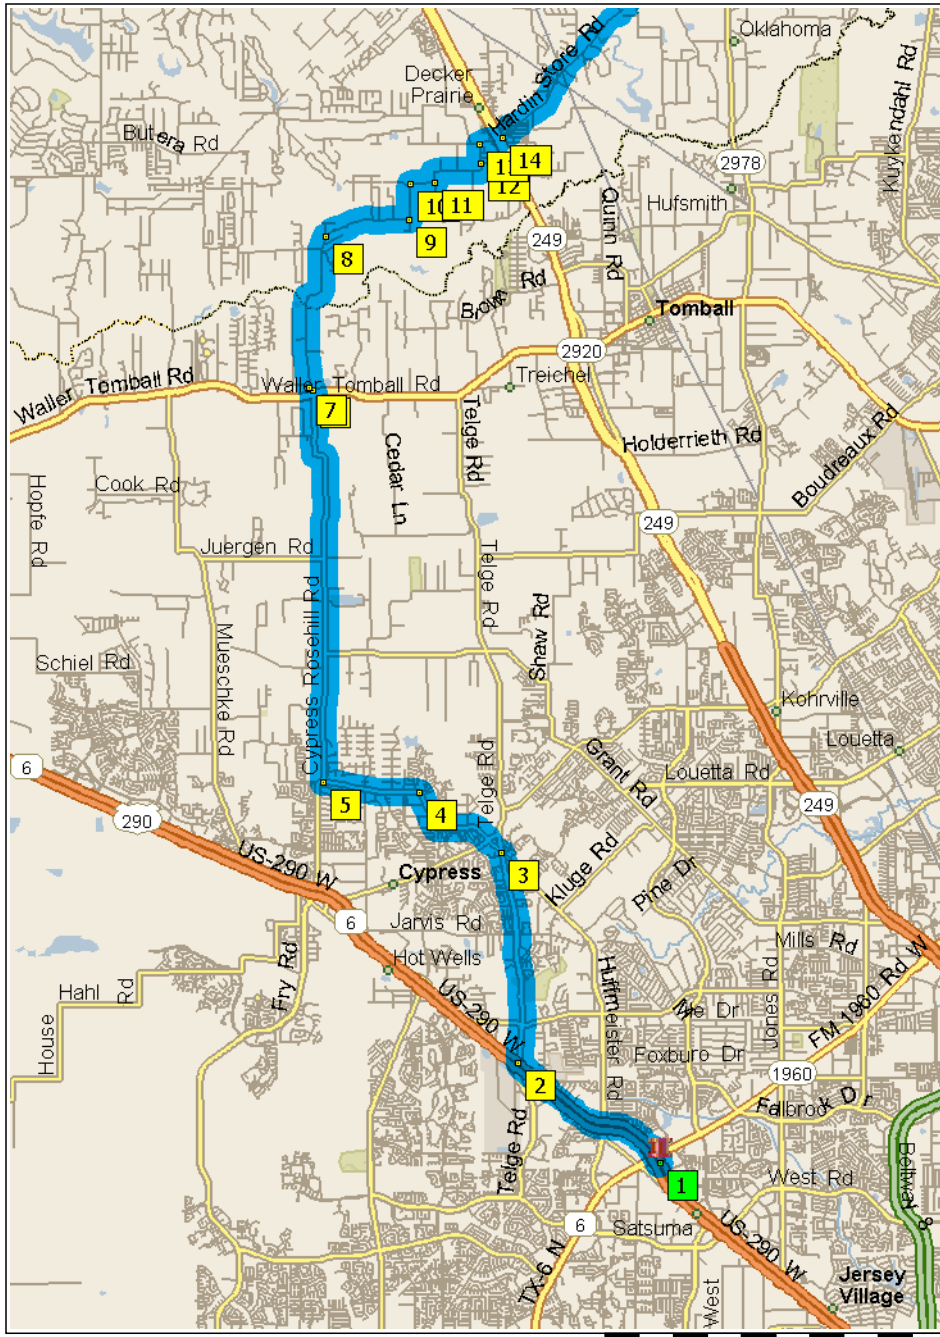 Oklahoma
Decker
Prairie
Hardin Store Rd
Butera Rd
Kuykendahl Rd
2978
14
12
Hufsmith
10
11
Quinn Rd
9
8
249
Brown Rd
Tomball
2920
Waller Tomball Rd
Waller Tomball Rd
Treichel
7
Telge Rd
Cedar Ln
Holderrieth Rd
Boudreaux Rd
Hopfe Rd
Cook Rd
249
Juergen Rd
Telge Rd
Cypress Rosehill Rd
Shaw Rd
Mueschke Rd
Schiel Rd
Kohrville
Louetta
6
Telge Rd
Grant Rd
Louetta Rd
5
4
249
290
US-290 W
Cypress
3
Kluge Rd
Pine Dr
6
Jarvis Rd
Mills Rd
Hot Wells
Fry Rd
Huffmeister Rd
Jones Rd
FM 1960 Rd W
Hahl Rd
House
US-290 W
Dr
Foxburo Dr
2
1960
Fallbrook Dr
Telge Rd
Beltway 8
1
West Rd
6
Satsuma
US-290 W
TX-6 N
West
Jersey
Village